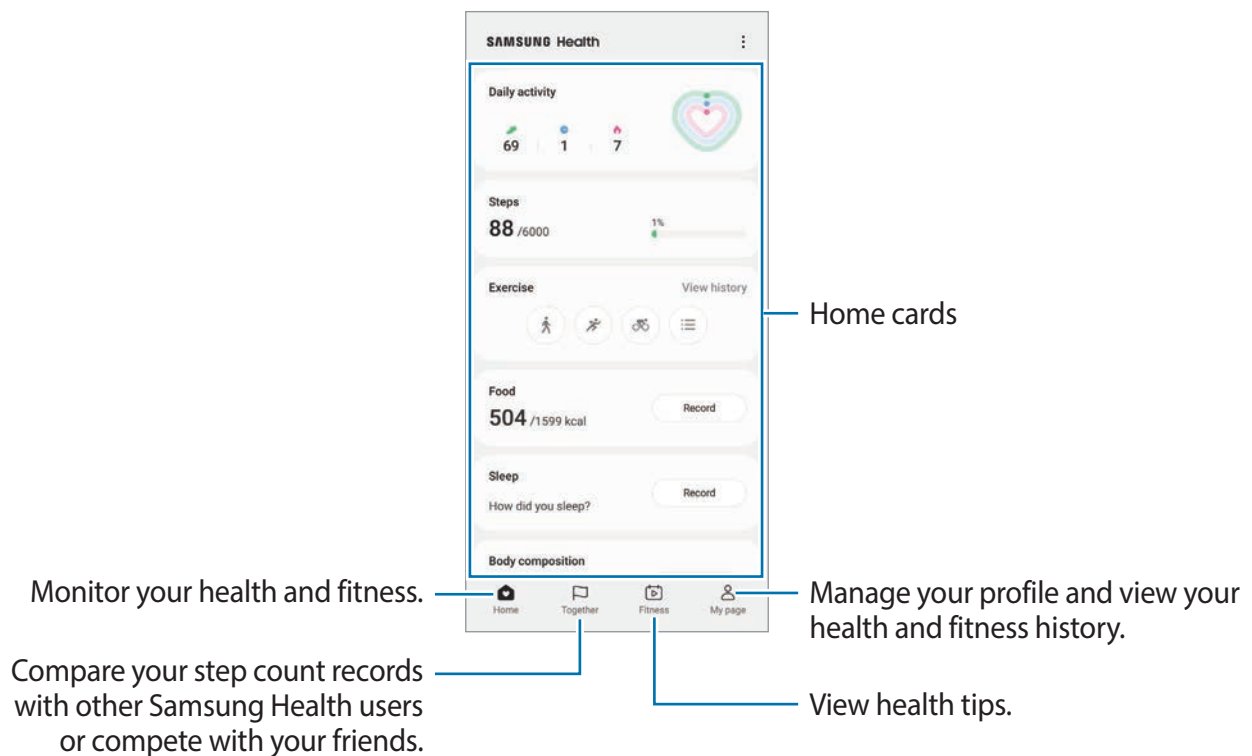 SAMSUNG Health
Daily activity
69
1
7
Steps
88 /6000
1%
Exercise
View history
Food
504 /1599 kcal
Record
Sleep
How did you sleep?
Record
Body composition
Home
Together
Fitness
My page
Home cards
Monitor your health and fitness.
Manage your profile and view your
health and fitness history.
Compare your step count records
with other Samsung Health users
or compete with your friends.
View health tips.